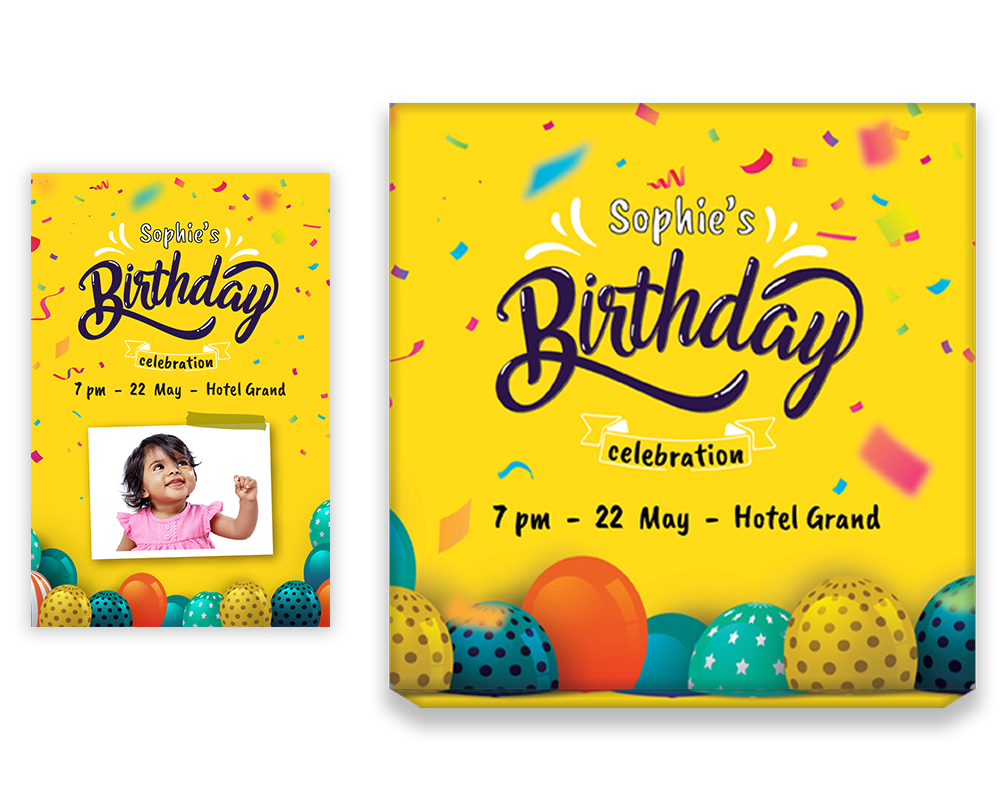 Sophie's
Birthday
celebration
7 pm - 22 May - Hotel Grand
Sophie's
Birthday
celebration
7 pm - 22 May - Hotel Grand